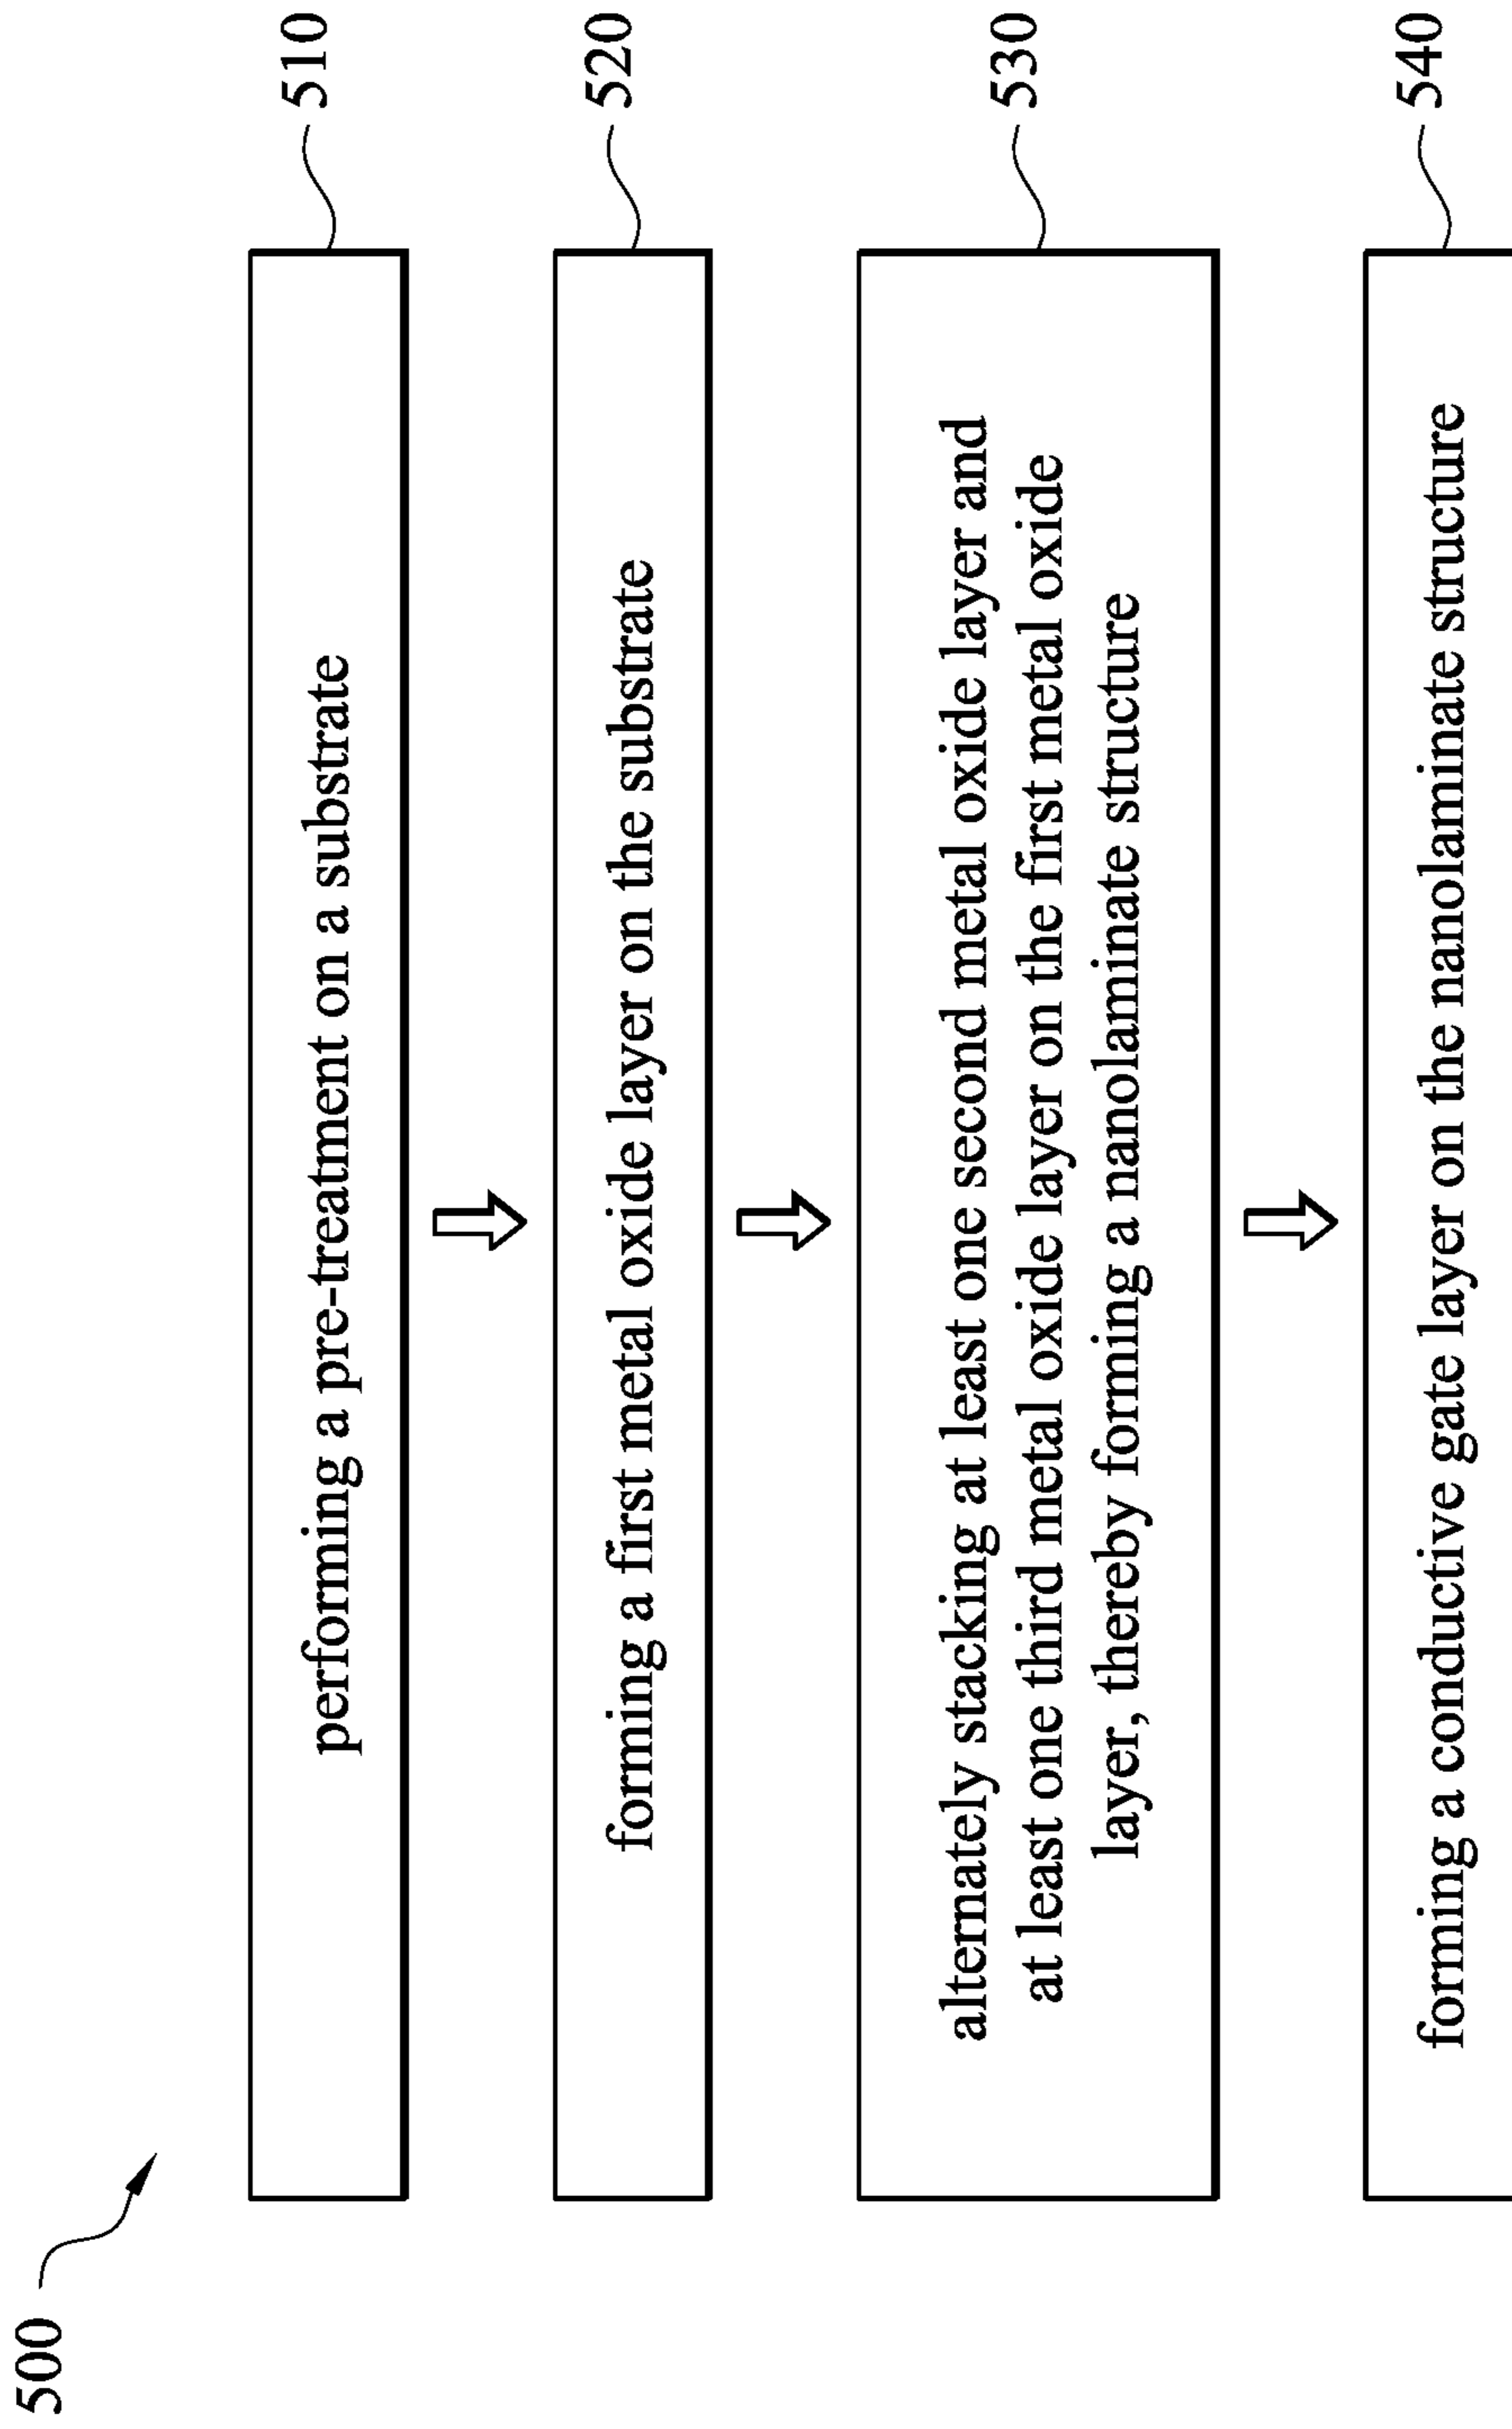 500
performing a pre-treatment on a substrate
510
forming a first metal oxide layer on the substrate
520
alternately stacking at least one second metal oxide layer and
at least one third metal oxide layer on the first metal oxide
layer, thereby forming a nanolaminate structure
530
forming a conductive gate layer on the nanolaminate structure
540